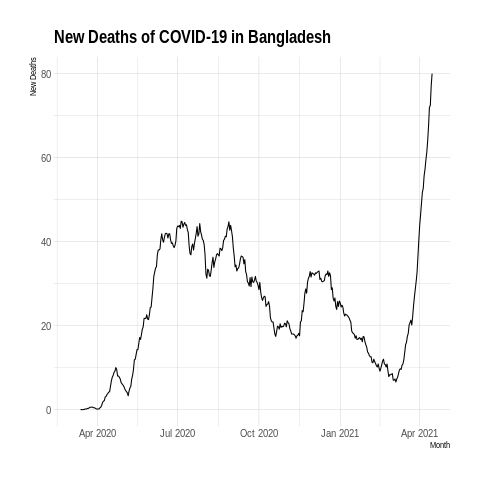 New Deaths of COVID-19 in Bangladesh
New Deaths
80
60
40
20
0
Apr 2020
Jul 2020
Oct 2020
Jan 2021
Apr 2021
Month